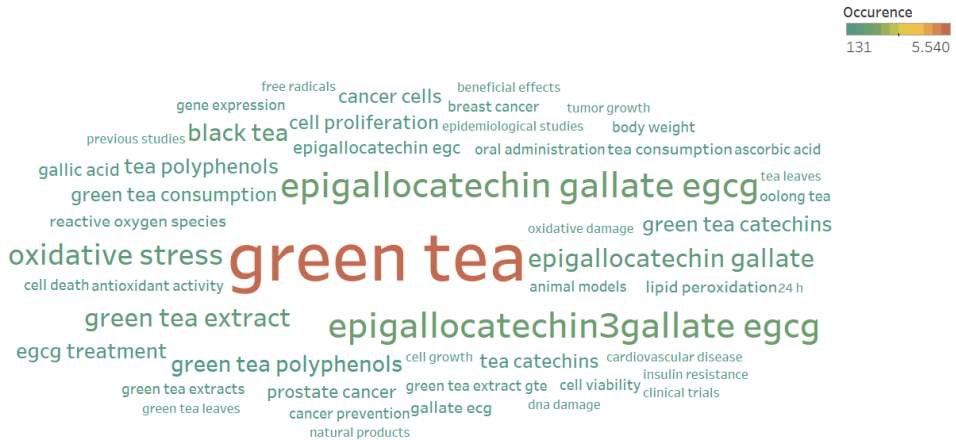 Occurence
131 5.540
free radicals
beneficial effects
cancer cells
gene expression
breast cancer
tumor growth
cell proliferation
epidemiological studies
body weight
black tea
previous studies
epigallocatechin egc
oral administration
tea consumption
ascorbic acid
gallic acid
tea polyphenols
tea leaves
epigallocatechin gallate egcg
green tea consumption
oolong tea
reactive oxygen species
oxidative damage
green tea catechins
oxidative stress
green tea
epigallocatechin gallate
cell death
antioxidant activity
animal models
lipid peroxidation
24 h
green tea extract
epigallocatechin3gallate egcg
egcg treatment
green tea polyphenols
cell growth
tea catechins
cardiovascular disease
insulin resistance
green tea extracts
prostate cancer
green tea extract gte
cell viability
clinical trials
green tea leaves
cancer prevention
gallate ecg
dna damage
natural products